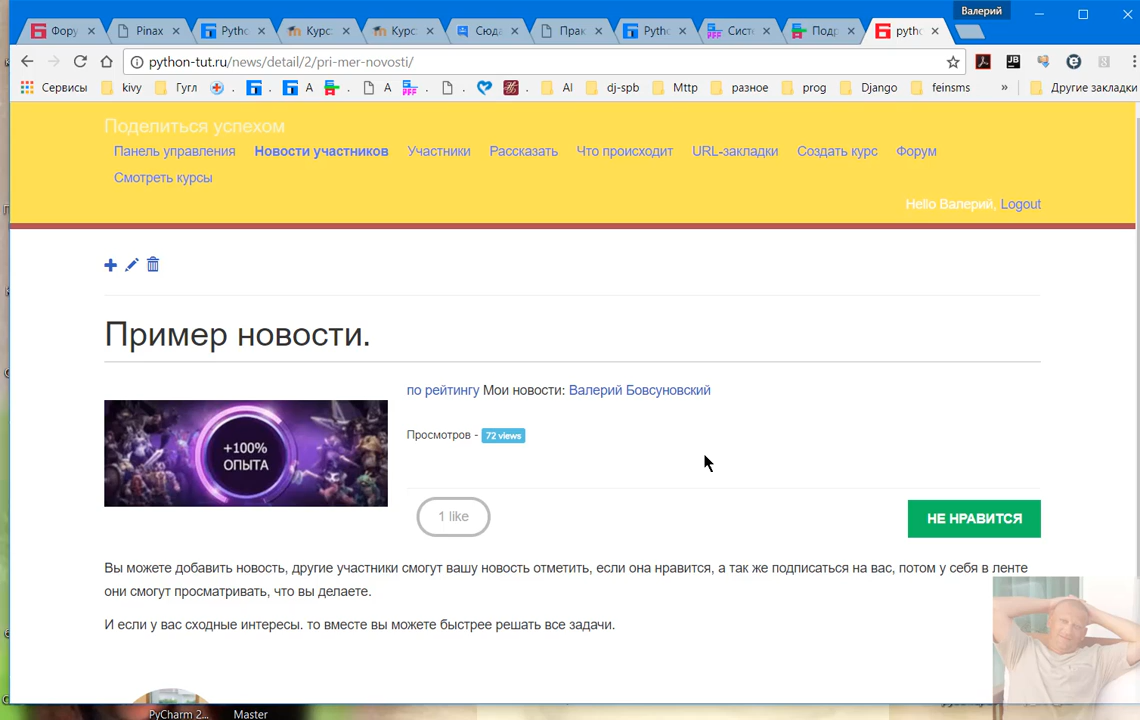 Валерий
Фору
Pinax
Pytho
Курс:
Курс:
Сюда
Прак
Pytho
Сист
Подр
pytho
python-tut.ru/news/detail/2/pri-mer-novosti/
Сервисы kivy Гугл . . А . А . . . AI dj-spb Mttp разное prog Django feinsms » Другие закладки
Поделиться успехом
Панель управления Новости участников Участники Рассказать Что происходит URL-закладки Создать курс Форум
Смотреть курсы
Hello Валерий, Logout
Пример новости.
по рейтингу Мои новости: Валерий Бовсуновский
+100%
ОПЫТА
Просмотров - 72 views
1 like
НЕ НРАВИТСЯ
Вы можете добавить новость, другие участники смогут вашу новость отметить, если она нравится, а так же подписаться на вас, потом у себя в ленте
они смогут просматривать, что вы делаете.
И если у вас сходные интересы. то вместе вы можете быстрее решать все задачи.
PyCharm 2... Master